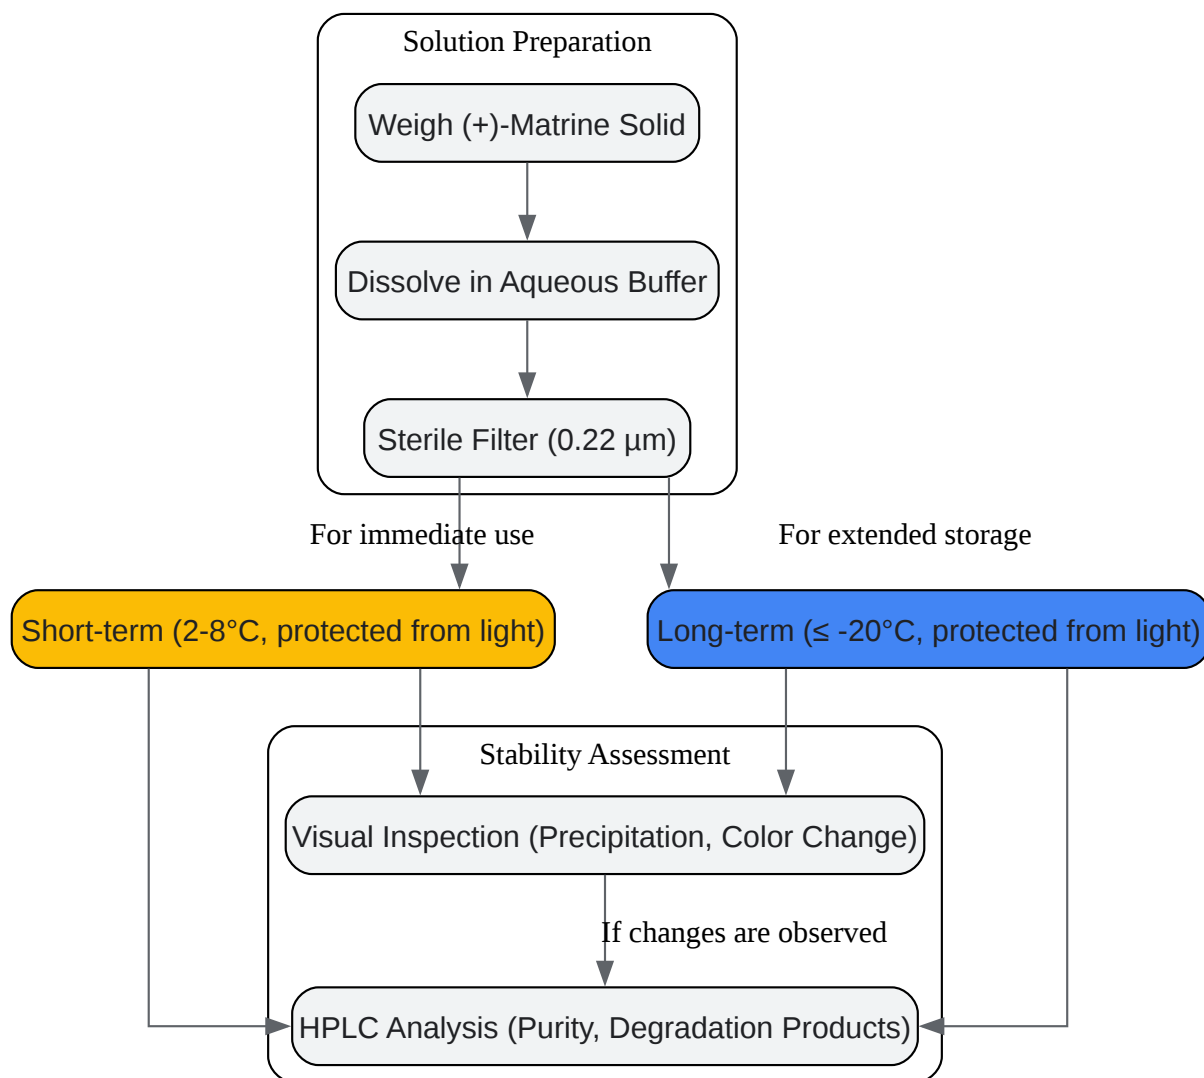 Solution Preparation
Weigh (+)-Matrine Solid
Dissolve in Aqueous Buffer
Sterile Filter (0.22 µm)
For immediate use
For extended storage
Short-term (2-8°C, protected from light)
Long-term (≤ -20°C, protected from light)
Stability Assessment
Visual Inspection (Precipitation, Color Change)
If changes are observed
HPLC Analysis (Purity, Degradation Products)